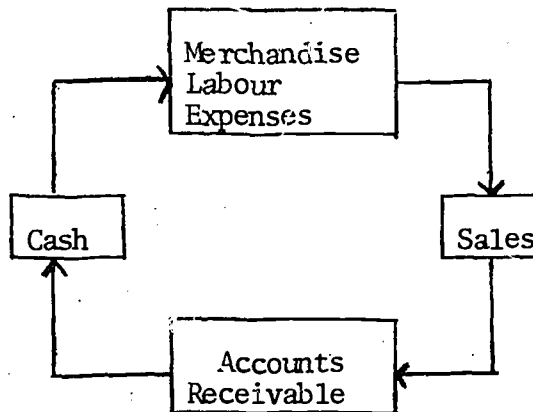 Merchandise
Labour
Expenses
Cash
Sales
Accounts
Receivable